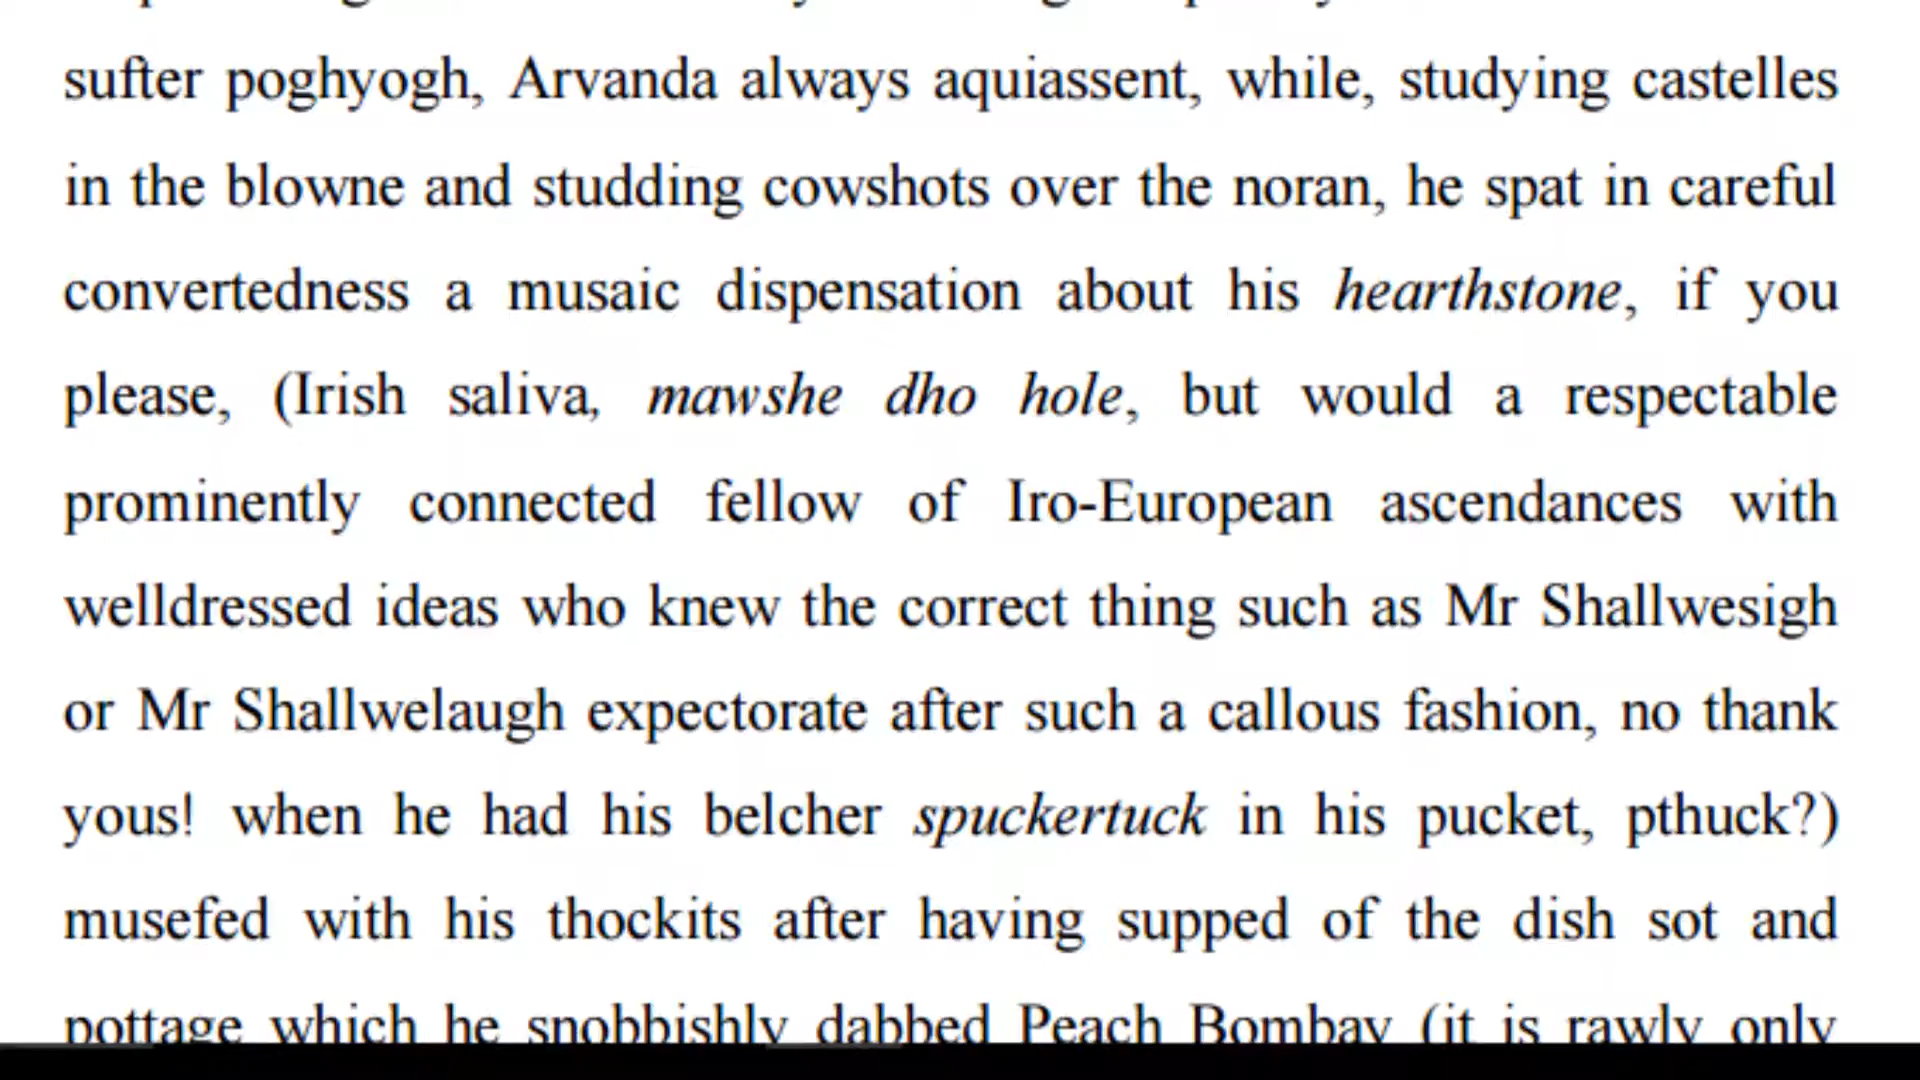 sufter poghyogh, Arvanda always aquiassent, while, studying castelles
in the blowne and studding cowshots over the noran, he spat in careful
convertedness a musaic dispensation about his hearthstone, if you
please, (Irish saliva, mawshe dho hole, but would a respectable
prominently connected fellow of Iro-European ascendances with
welldressed ideas who knew the correct thing such as Mr Shallwesigh
or Mr Shallwelaugh expectorate after such a callous fashion, no thank
yous! when he had his belcher spuckertuck in his pucket, pthuck?)
musefed with his thockits after having supped of the dish sot and
pottage which he snobbishly dabbed Peach Bombay (it is rawly only